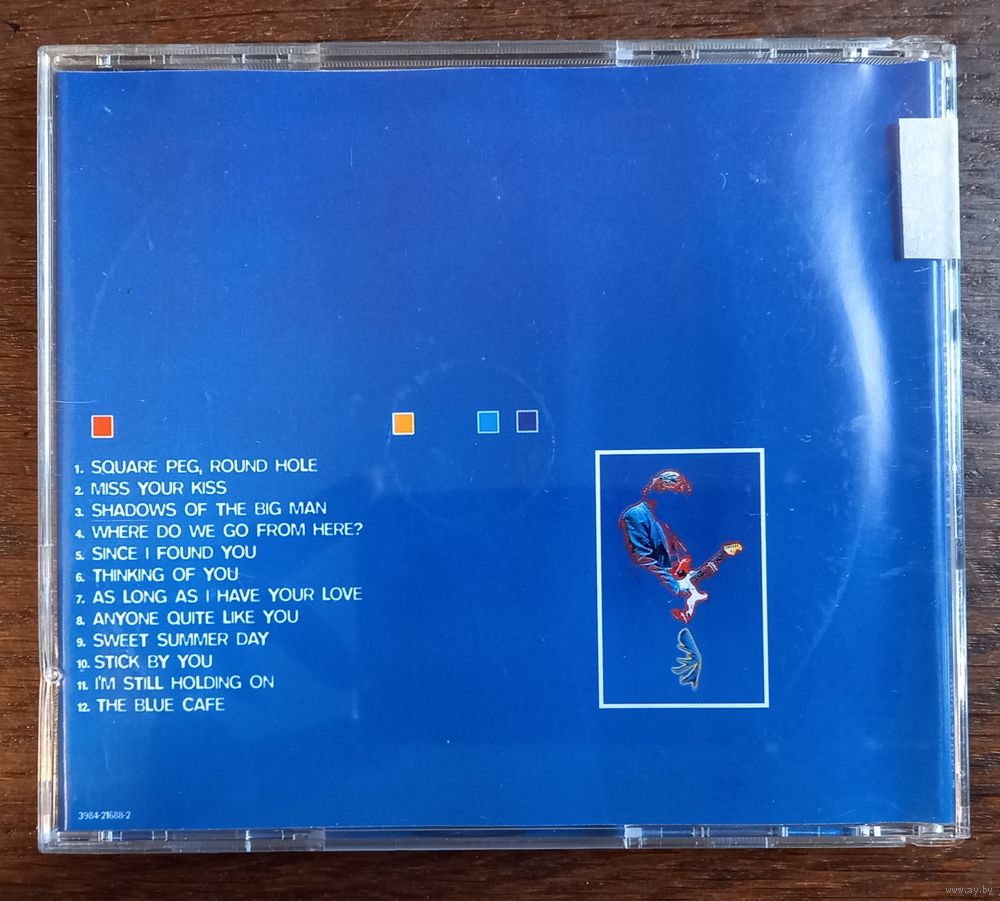 1. SQUARE PEG, ROUND HOLE
2. MISS YOUR KISS
3. SHADOWS OF THE BIG MAN
4. WHERE DO WE GO FROM HERE?
5. SINCE I FOUND YOU
6. THINKING OF YOU
7. AS LONG AS I HAVE YOUR LOVE
8. ANYONE QUITE LIKE YOU
9. SWEET SUMMER DAY
10. STICK BY YOU
11. I'M STILL HOLDING ON
12. THE BLUE CAFE
3984-21688-2
www.ay.by